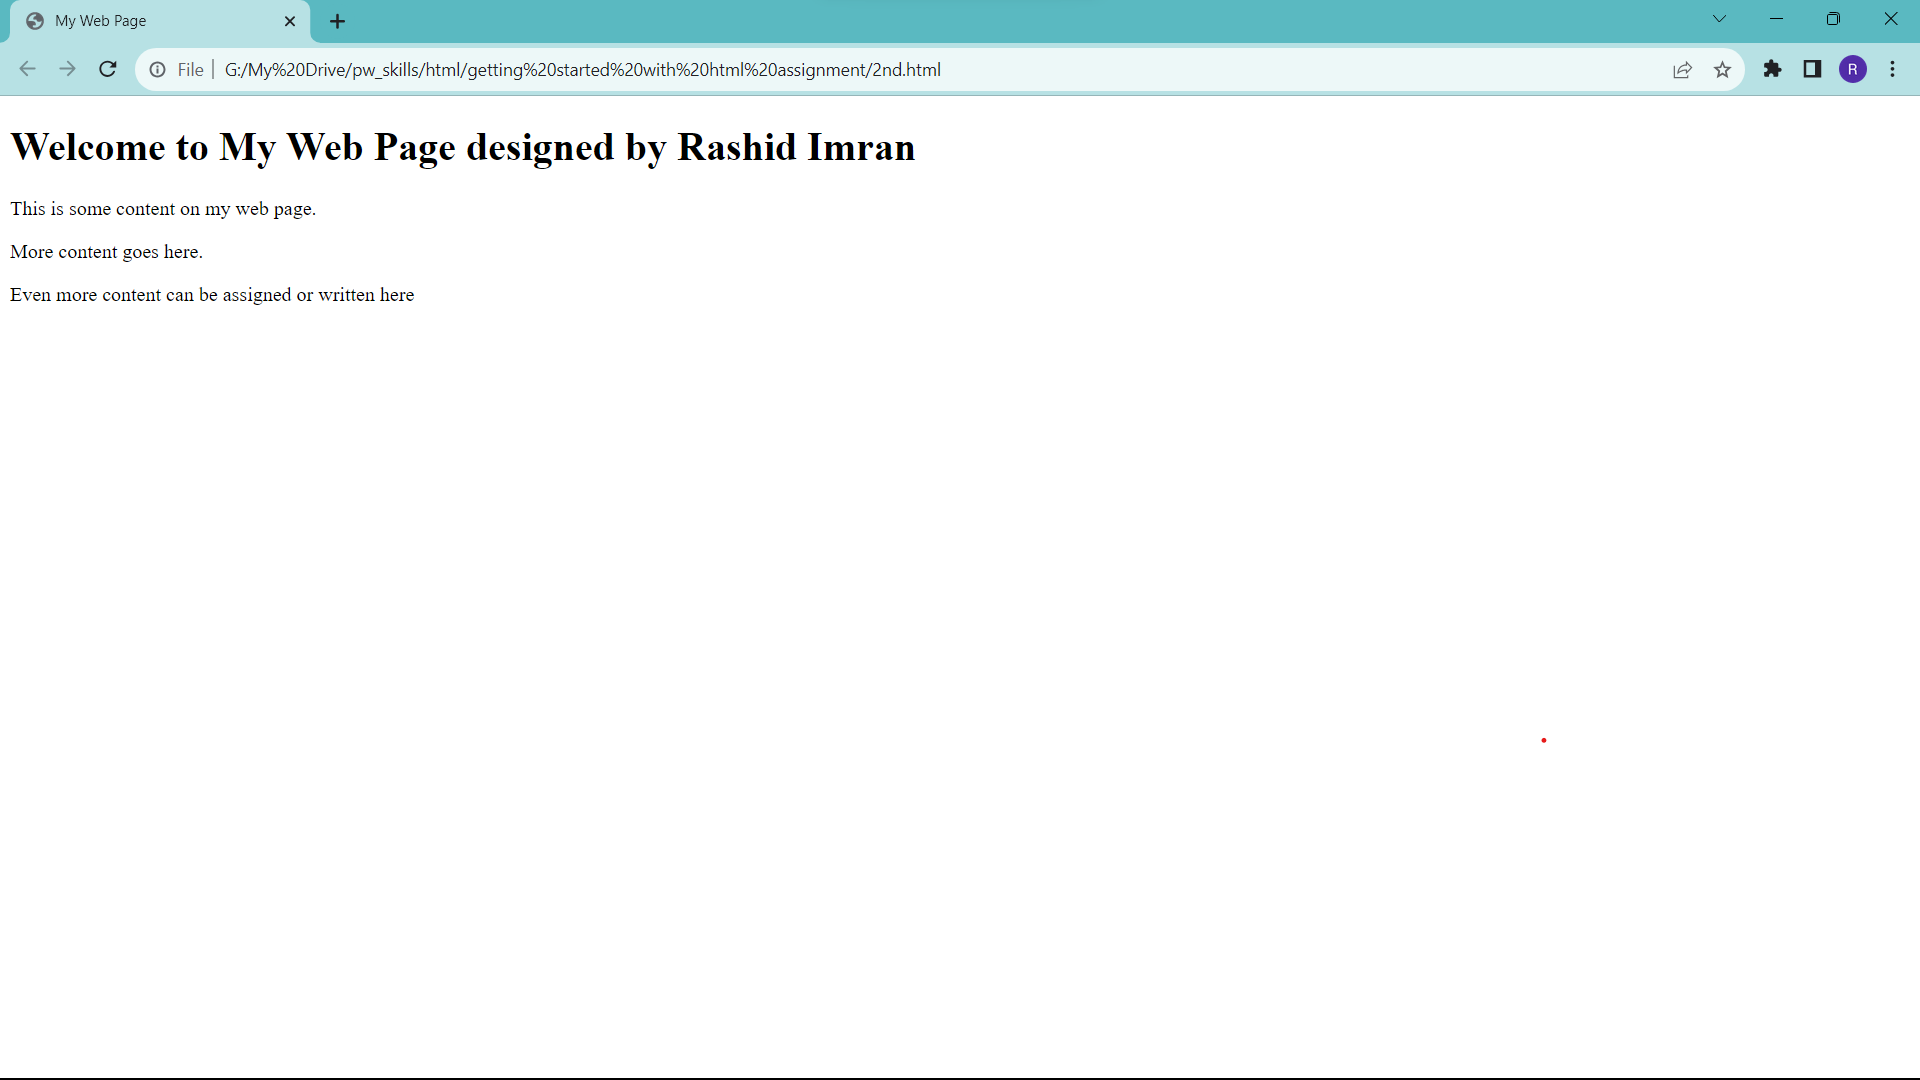 My Web Page
File G:/My%20Drive/pw_skills/html/getting%20started%20with%20html%20assignment/2nd.html
R
Welcome to My Web Page designed by Rashid Imran
This is some content on my web page.
More content goes here.
Even more content can be assigned or written here